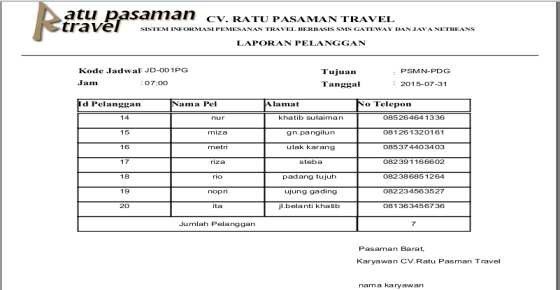 Ratu pasaman
travel
CV. RATU PASAMAN TRAVEL
SISTEM INFORMASI PEMESANAN TRAVEL BERBASIS SMS GATEWAY DAN JAVA NETBEANS
LAPORAN PELANGGAN
Kode Jadwal JD-001PG Tujuan : PSMN-PDG
Jam : 07:00 Tanggal : 2015-07-31
Id Pelanggan Nama Pel Alamat No Telepon
14 nur khatib sulaiman 085264641336
15 miza gn pangilun 081261320161
16 metri ulak karang 085374403403
17 riza steba 082391166602
18 rio padang tujuh 082386851264
19 nopri ujung gading 082234563527
20 ita jl.belanti khatib 081363456736
Jumlah Pelanggan 7
Pasaman Barat,
Karyawan CV.Ratu Pasman Travel
nama karyawan